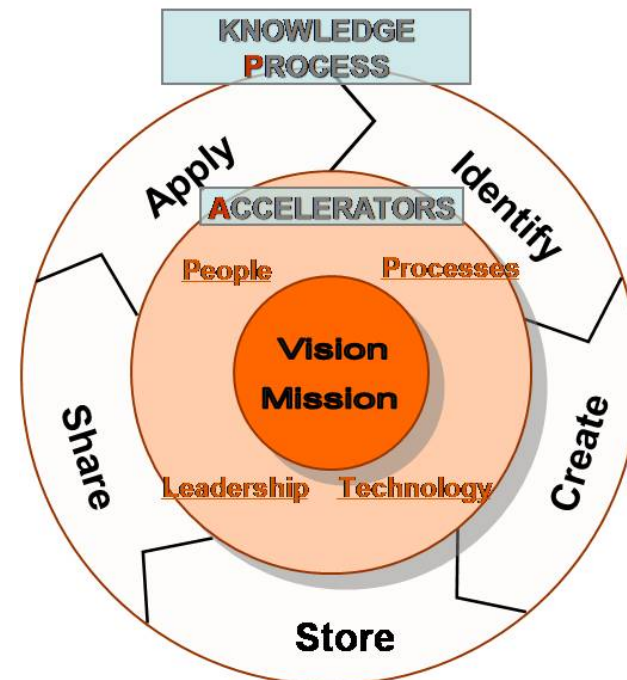 KNOWLEDGE
PROCESS
Apply
Identify
ACCELERATORS
People
Processes
Vision
Mission
Share
Create
Leadership
Technology
Store